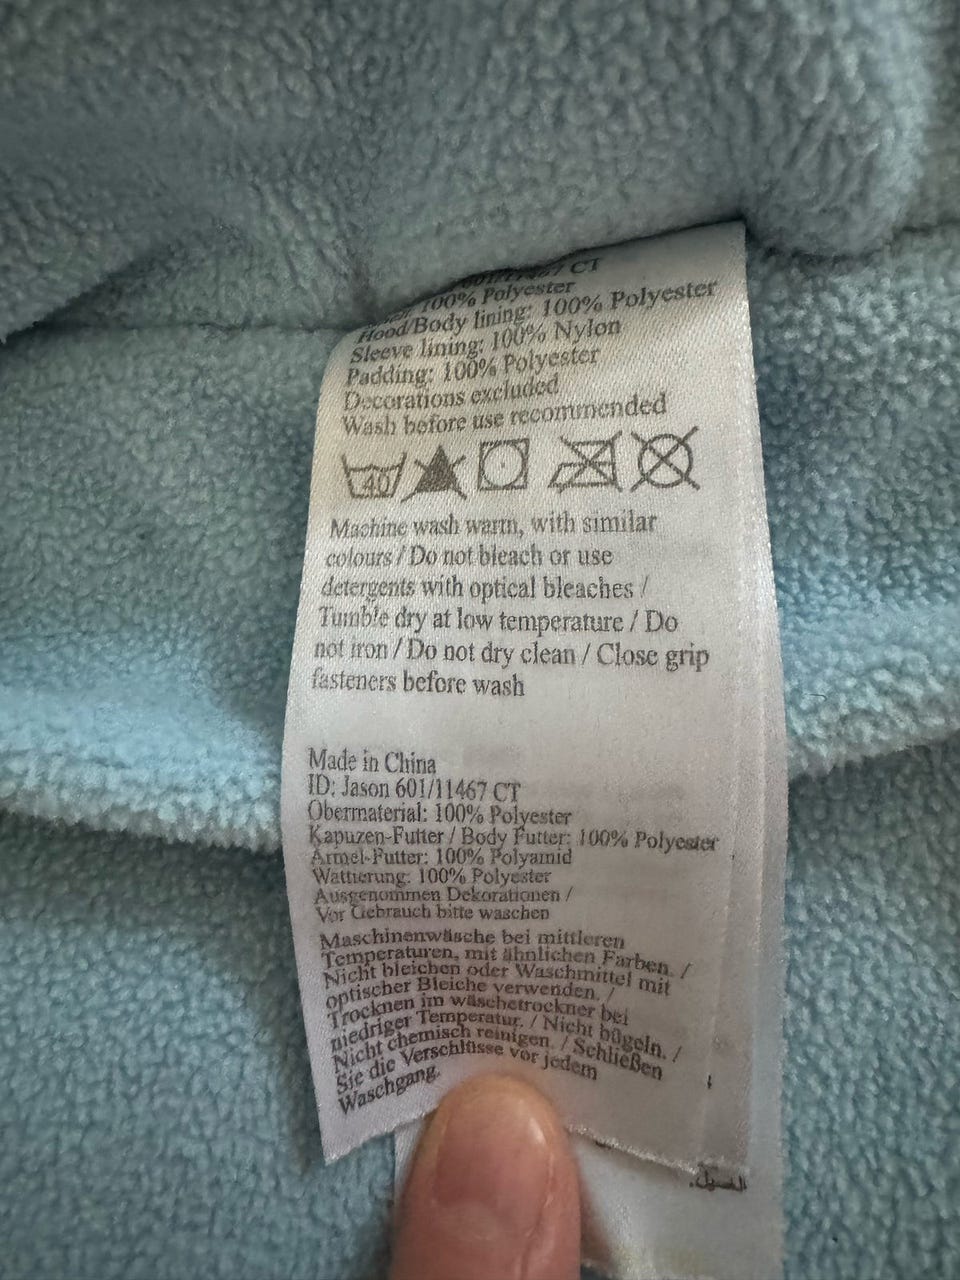 CT
100% Polyester
Hood/Body lining: 100% Polyester
Sleeve lining: 100% Nylon
Padding: 100% Polyester
Decorations excluded
Wash before use recommended
40
Machine wash warm, with similar
colours / Do not bleach or use
detergents with optical bleaches /
Tumble dry at low temperature / Do
not iron / Do not dry clean / Close grip
fasteners before wash
Made in China
ID: Jason 601/11467 CT
Obermaterial: 100% Polyester
Kapuzen-Futter / Body Futter: 100% Polyester
Armel-Futter: 100% Polyamid
Wattierung: 100% Polyester
Ausgenommen Dekorationen /
Vor Gebrauch bitte waschen
Maschinenwäsche bei mittleren
Temperaturen, mit ähnlichen Farben. /
Nicht bleichen oder Waschmittel mit
optischer Bleiche verwenden. /
Trocknen im wäschetrockner bei
niedriger Temperatur. / Nicht bügeln. /
Nicht chemisch reinigen. / Schließen
Sie die Verschlüsse vor jedem
Waschgang.